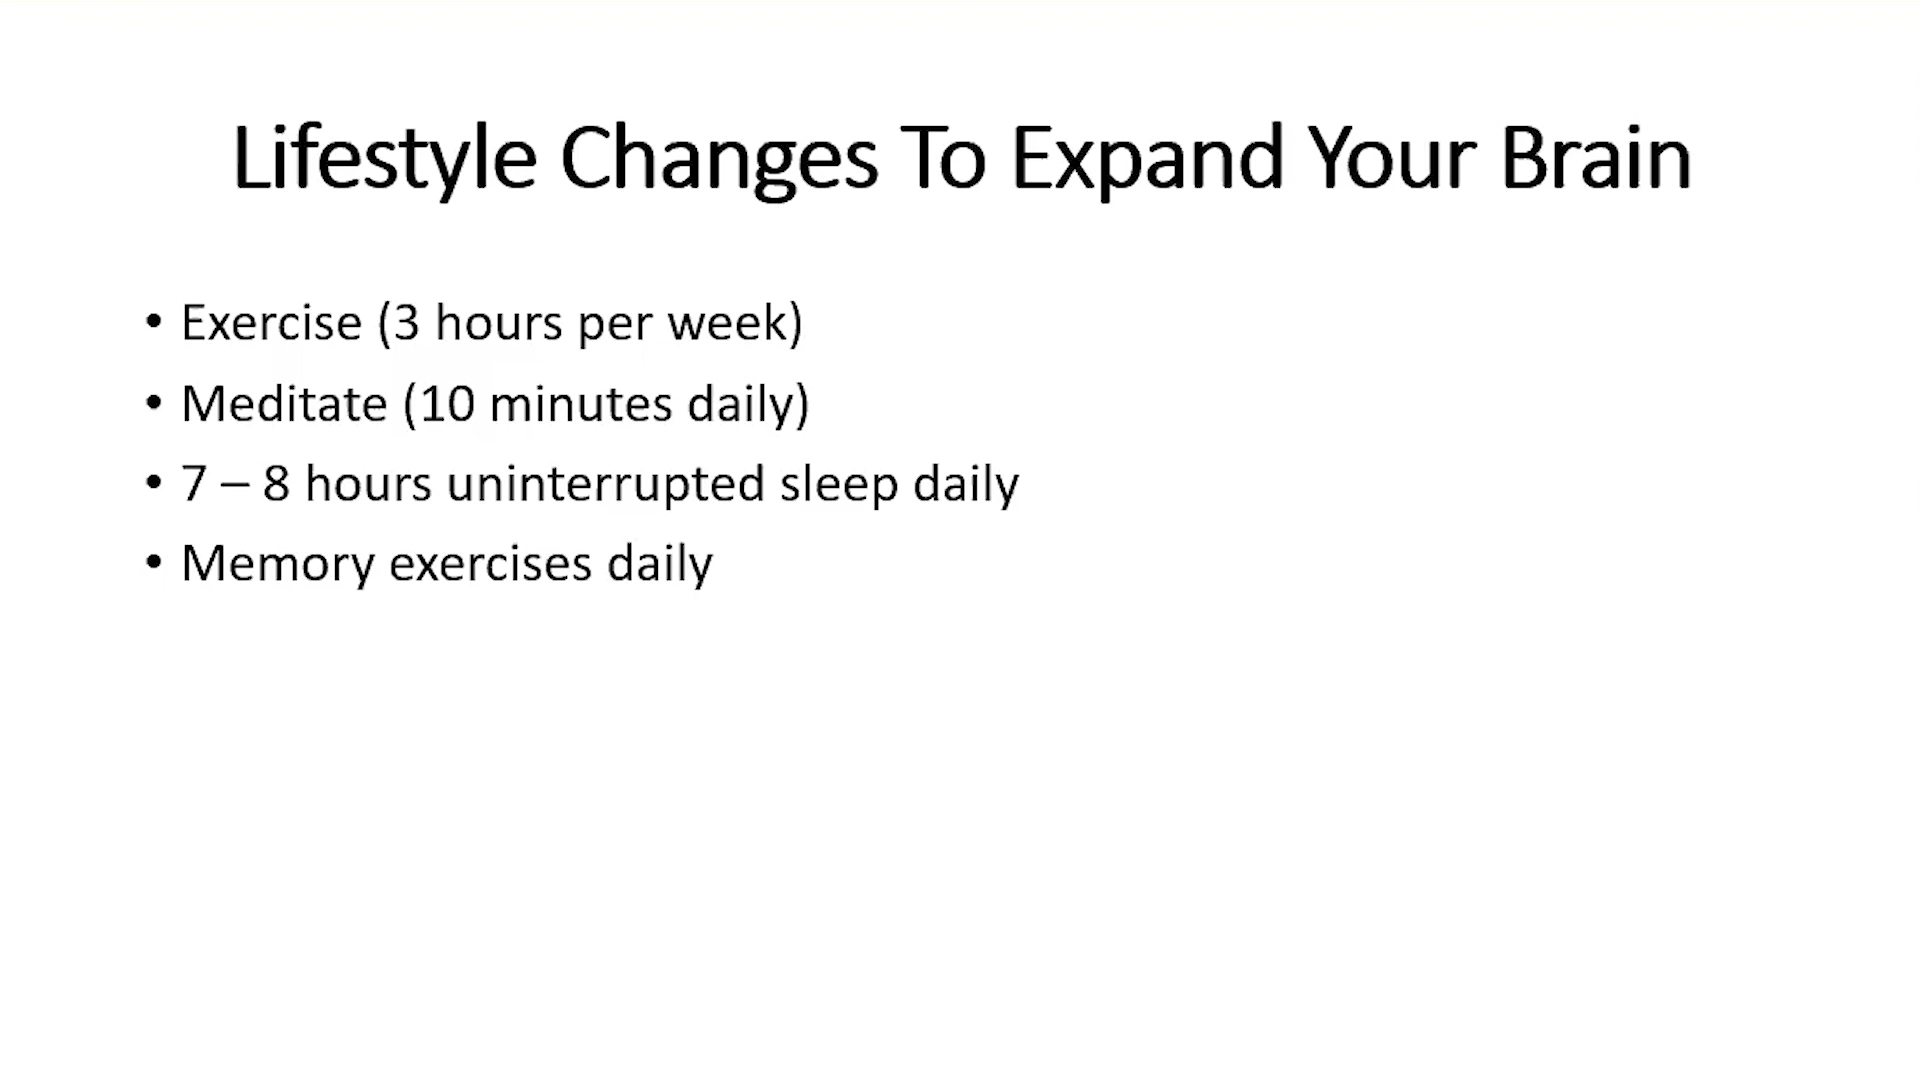 Lifestyle Changes To Expand Your Brain
• Exercise (3 hours per week)
• Meditate (10 minutes daily)
• 7 – 8 hours uninterrupted sleep daily
• Memory exercises daily